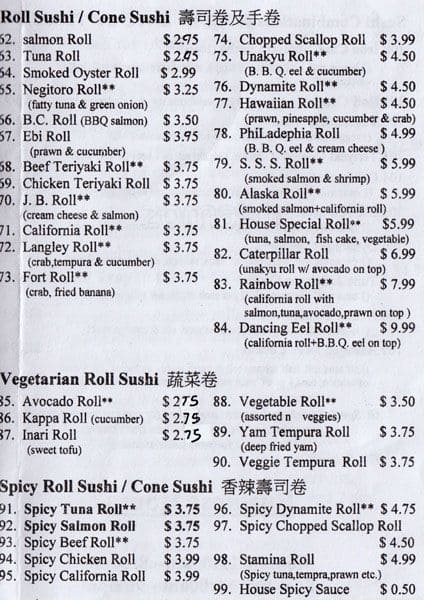 Roll Sushi / Cone Sushi 壽司卷及手卷
62. salmon Roll $ 2.75
63. Tuna Roll $ 2.75
64. Smoked Oyster Roll $ 2.99
65. Negitoro Roll** $ 3.25
(fatty tuna & green onion)
66. B.C. Roll (BBQ salmon) $ 3.50
67. Ebi Roll $ 3.75
(prawn & cucumber)
68. Beef Teriyaki Roll** $ 3.75
69. Chicken Teriyaki Roll $ 3.75
70. J. B. Roll** $ 3.75
(cream cheese & salmon)
71. California Roll** $ 3.75
72. Langley Roll** $ 3.75
(crab,tempura & cucumber)
73. Fort Roll** $ 3.75
(crab, fried banana)
74. Chopped Scallop Roll $ 3.99
75. Unakyu Roll** $ 4.50
(B. B. Q. eel & cucumber)
76. Dynamite Roll** $ 4.50
77. Hawaiian Roll** $ 4.50
(prawn, pineapple, cucumber & crab)
78. PhiLadephia Roll $ 4.99
(B. B. Q. eel & cream cheese )
79. S. S. S. Roll** $ 5.99
(smoked salmon & shrimp)
80. Alaska Roll** $ 5.99
(smoked salmon+california roll)
81. House Special Roll** $5.99
(tuna, salmon, fish cake, vegetable)
82. Caterpillar Roll $ 6.99
(unakyu roll w/ avocado on top)
83. Rainbow Roll** $ 7.99
(california roll with
salmon,tuna,avocado,prawn on top )
84. Dancing Eel Roll** $ 9.99
(california roll+B.B.Q. eel on top)
Vegetarian Roll Sushi 蔬菜卷
85. Avocado Roll** $ 2.75
86. Kappa Roll (cucumber) $ 2.75
87. Inari Roll $ 2.75
(sweet tofu)
88. Vegetable Roll** $ 3.50
(assorted n veggies)
89. Yam Tempura Roll $ 3.75
(deep fried yam)
90. Veggie Tempura Roll $ 3.75
Spicy Roll Sushi / Cone Sushi 香辣壽司卷
91. Spicy Tuna Roll** $ 3.75
92. Spicy Salmon Roll $ 3.75
93. Spicy Beef Roll** $ 3.75
94. Spicy Chicken Roll $ 3.99
95. Spicy California Roll $ 3.99
96. Spicy Dynamite Roll** $ 4.75
97. Spicy Chopped Scallop Roll
$ 4.50
98. Stamina Roll $ 4.99
(Spicy tuna,tempra,prawn etc.)
99. House Spicy Sauce $ 0.50